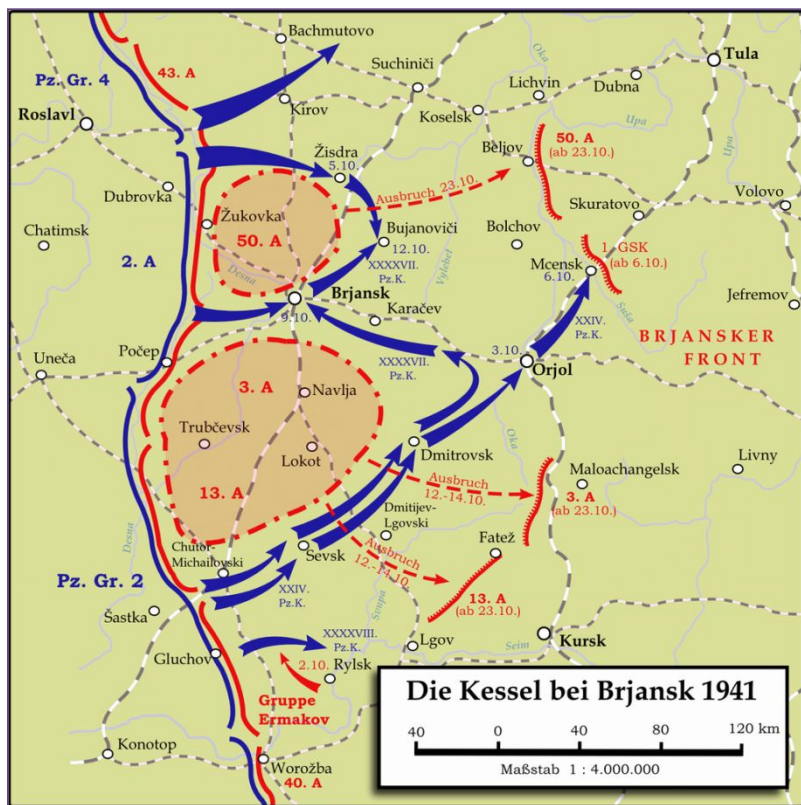 Bachmutovo
43. A
Pz. Gr. 4
Suchiniči
Oka
Tula
Roslavl
Kirov
Lichvin
Dubna
Koselsk
50. A
(ab 23.10.)
Upa
Upa
Žisdra
5.10.
Beljov
Ausbruch 23.10.
Dubrovka
Žukovka
Skuratovo
Volovo
Chatimsk
50. A
Bujanoviči
12.10.
Bolchov
1. GSK
(ab 6.10.)
2. A
Desna
XXXXVII.
Pz.K.
Vytebet
Mcensk
6.10.
Brjansk
9.10.
Karačev
Suša
Jefremov
XXIV.
Pz.K.
BRJANSKER
FRONT
Počep
Uneča
XXXXVII.
Pz.K.
3.10.
Orjol
3. A
Navlja
Trubčevsk
Lokot
Dmitrovsk
Oka
Livny
13. A
Ausbruch
12.-14.10.
Maloachangelsk
3. A
(ab 23.10.)
Desna
Dmitijev-
Lgovski
Chutor-
Michailovski
Sevsk
Ausbruch
12.-14.10.
Fatež
Pz. Gr. 2
XXIV.
Pz.K.
Svapa
13. A
(ab 23.10.)
Šastka
XXXXVIII.
Pz.K.
Lgov
Seim
Kursk
Gluchov
2.10.
Rylsk
Gruppe
Ermakov
Konotop
Worožba
40. A
Die Kessel bei Brjansk 1941
40 0 40 80 120 km
Maßstab 1 : 4.000.000